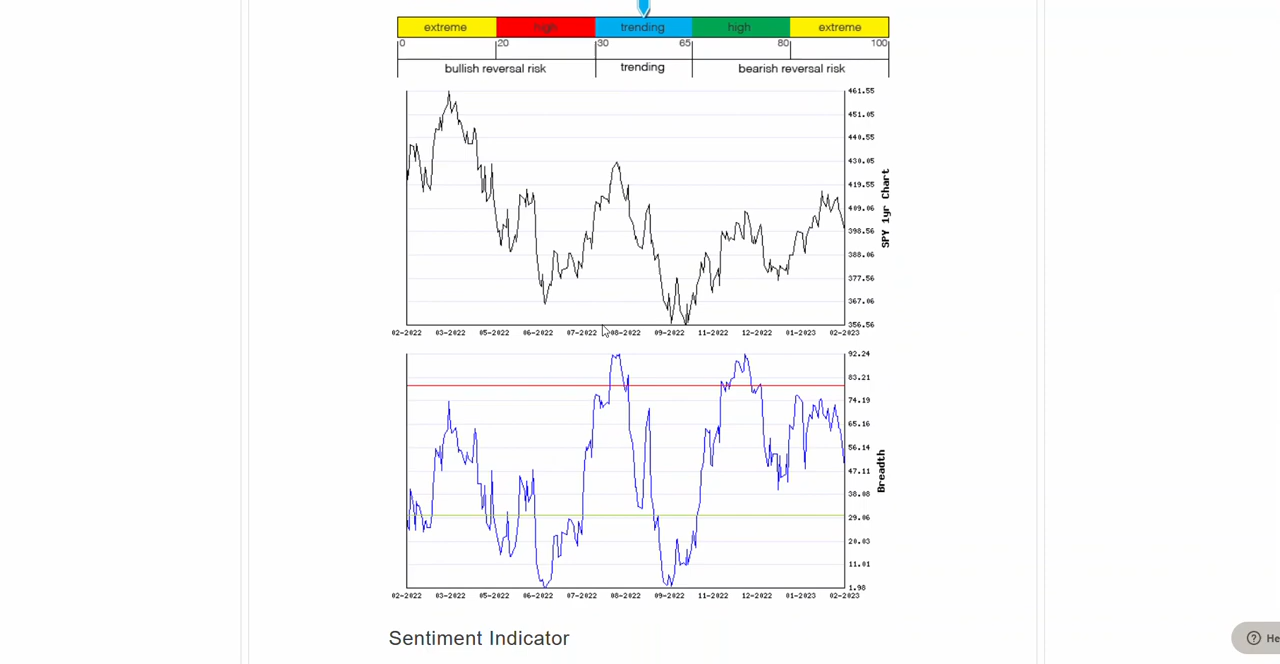 extreme high trending high extreme
0 20 30 65 80 100
bullish reversal risk trending bearish reversal risk
461.55
451.05
440.55
430.05
419.55
409.06
398.56
388.06
377.56
367.06
356.56
SPY 1yr Chart
02-2022 03-2022 05-2022 06-2022 07-2022 08-2022 09-2022 11-2022 12-2022 01-2023 02-2023
92.24
83.21
74.19
65.16
56.14
47.11
38.08
29.06
20.03
11.01
1.98
Breadth
02-2022 03-2022 05-2022 06-2022 07-2022 08-2022 09-2022 11-2022 12-2022 01-2023 02-2023
Sentiment Indicator
? He